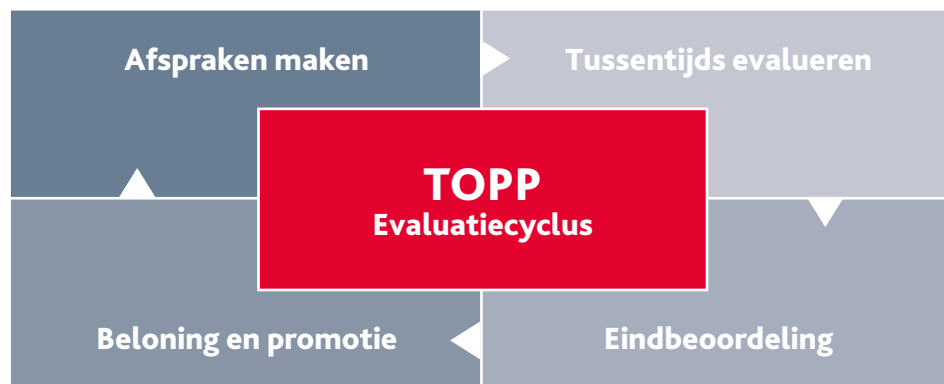 Afspraken maken
Tussentijds evalueren
TOPP
Evaluatiecyclus
Beloning en promotie
Eindbeoordeling